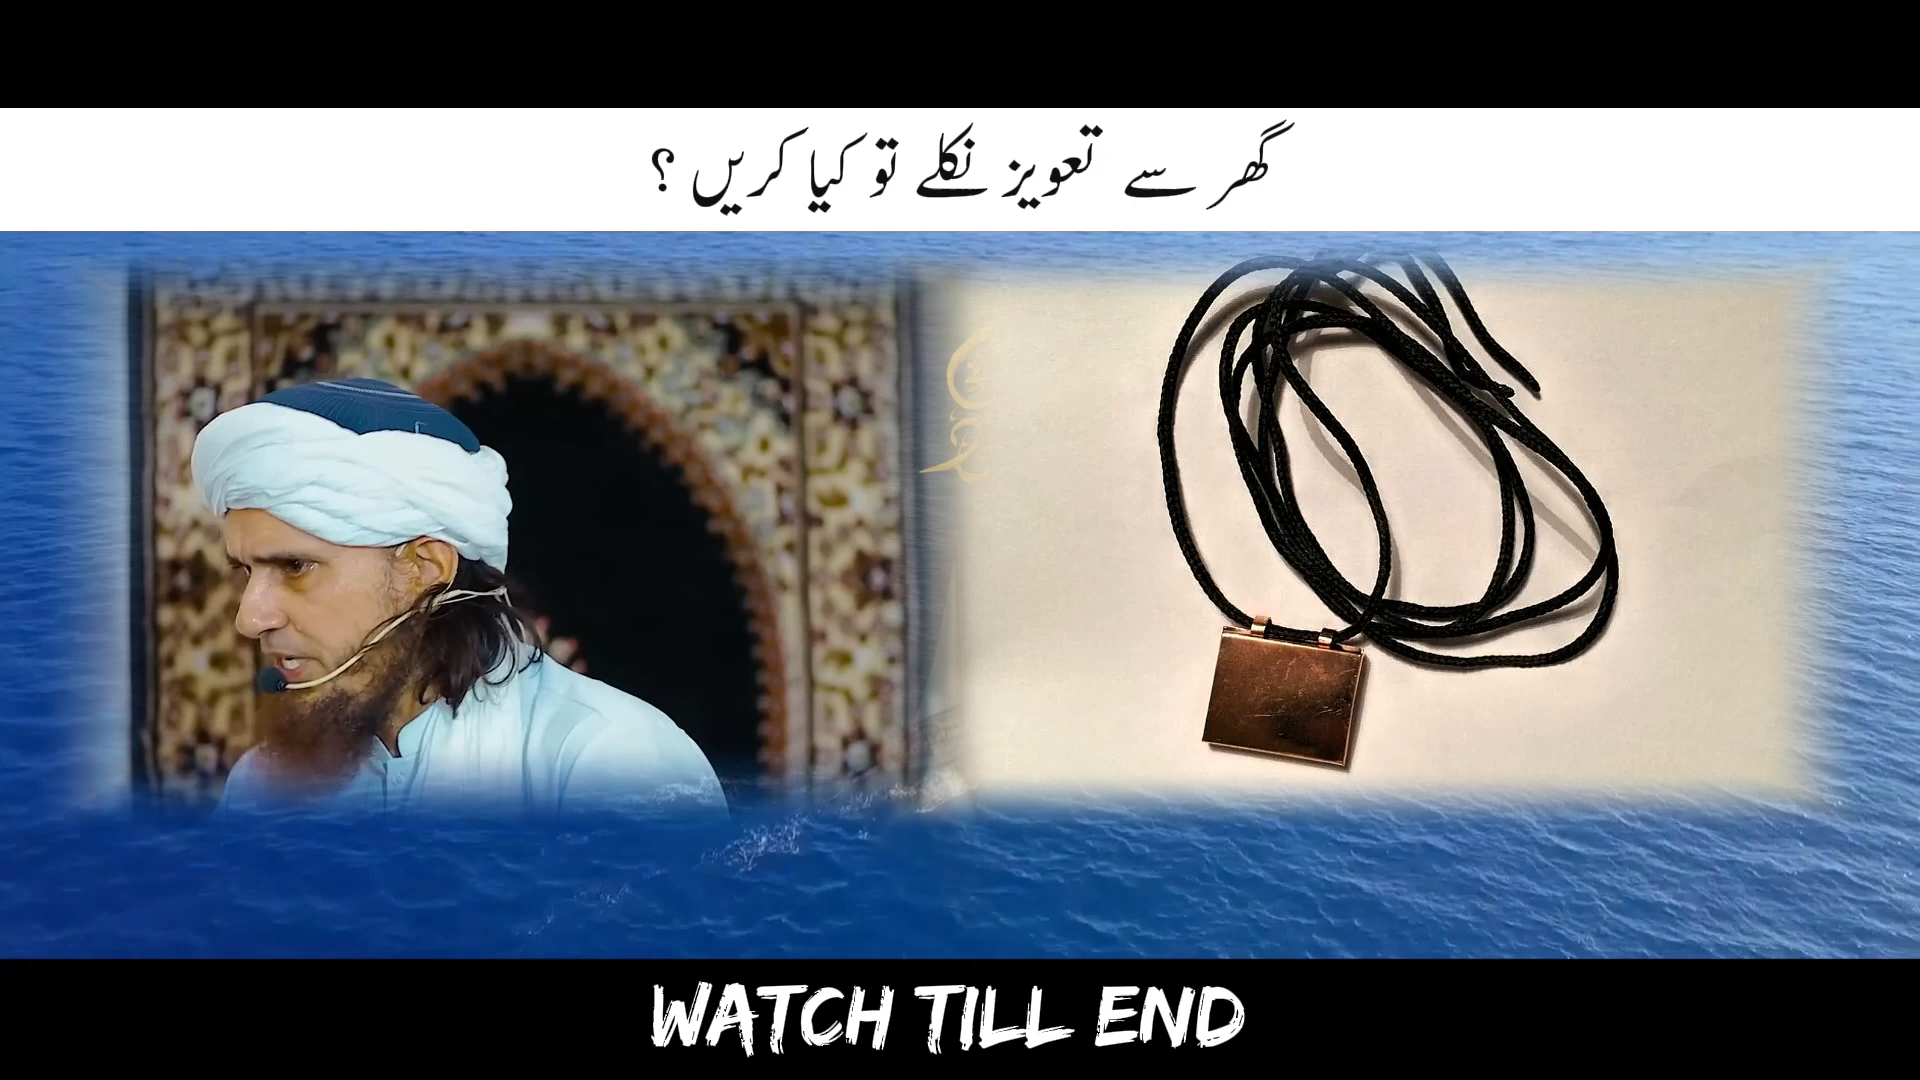 گھر سے تعویز نکلے تو کیا کریں ؟
WATCH TILL END